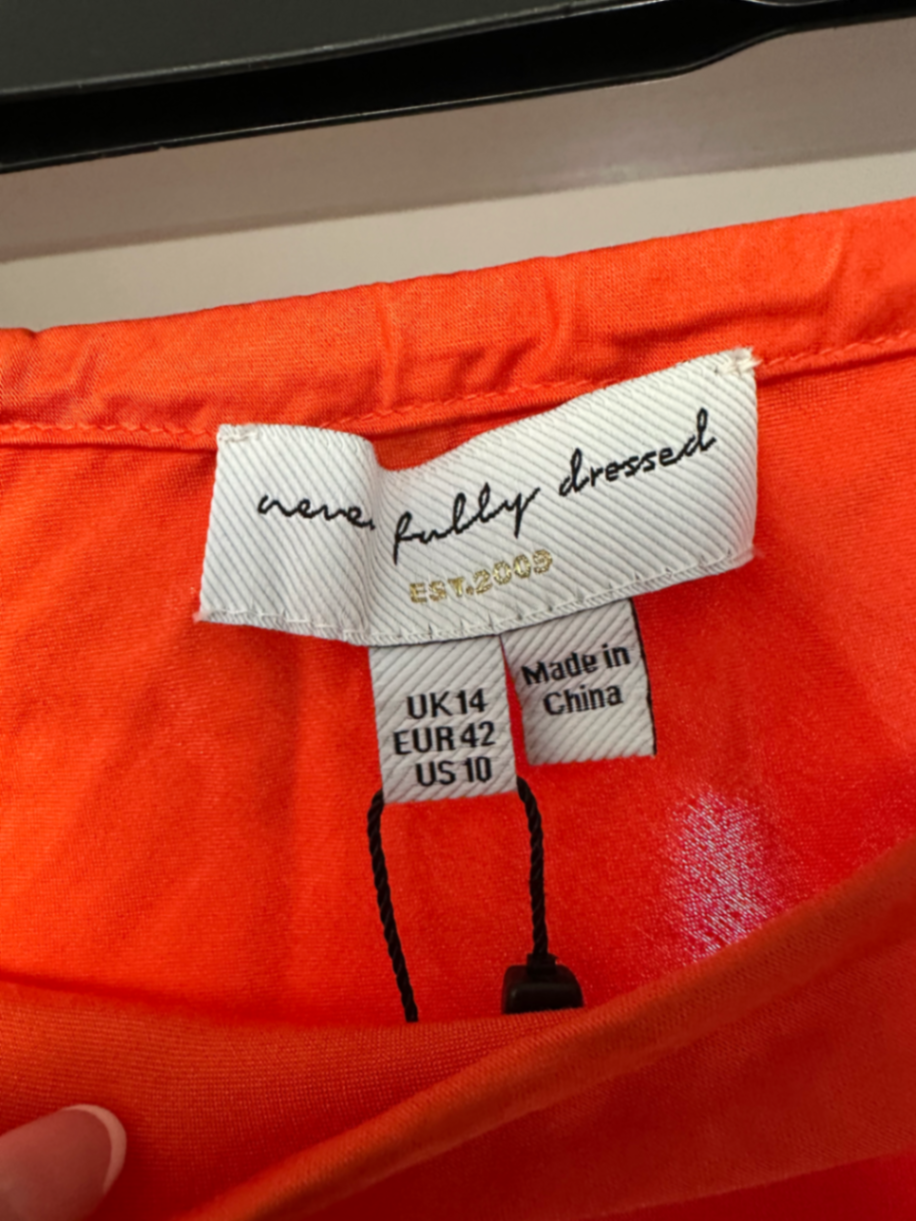 never fully dressed
EST.2009
UK 14
EUR 42
US 10
Made in
China